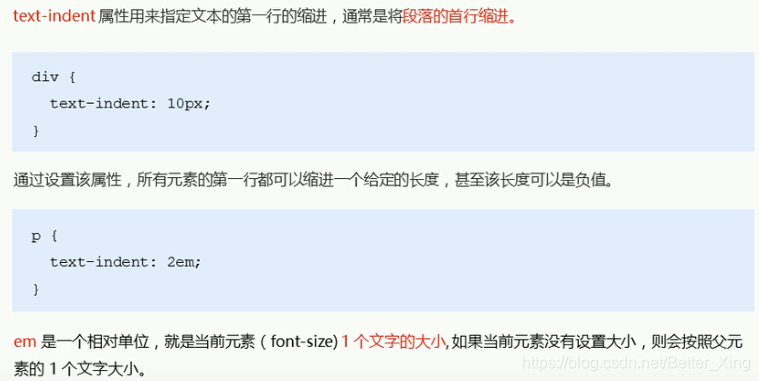 text-indent 属性用来指定文本的第一行的缩进，通常是将段落的首行缩进。
div {
  text-indent: 10px;
}
通过设置该属性，所有元素的第一行都可以缩进一个给定的长度，甚至该长度可以是负值。
p {
  text-indent: 2em;
}
em 是一个相对单位，就是当前元素（font-size) 1 个文字的大小, 如果当前元素没有设置大小，则会按照父元
素的 1 个文字大小。
https://blog.csdn.net/Better_Xing